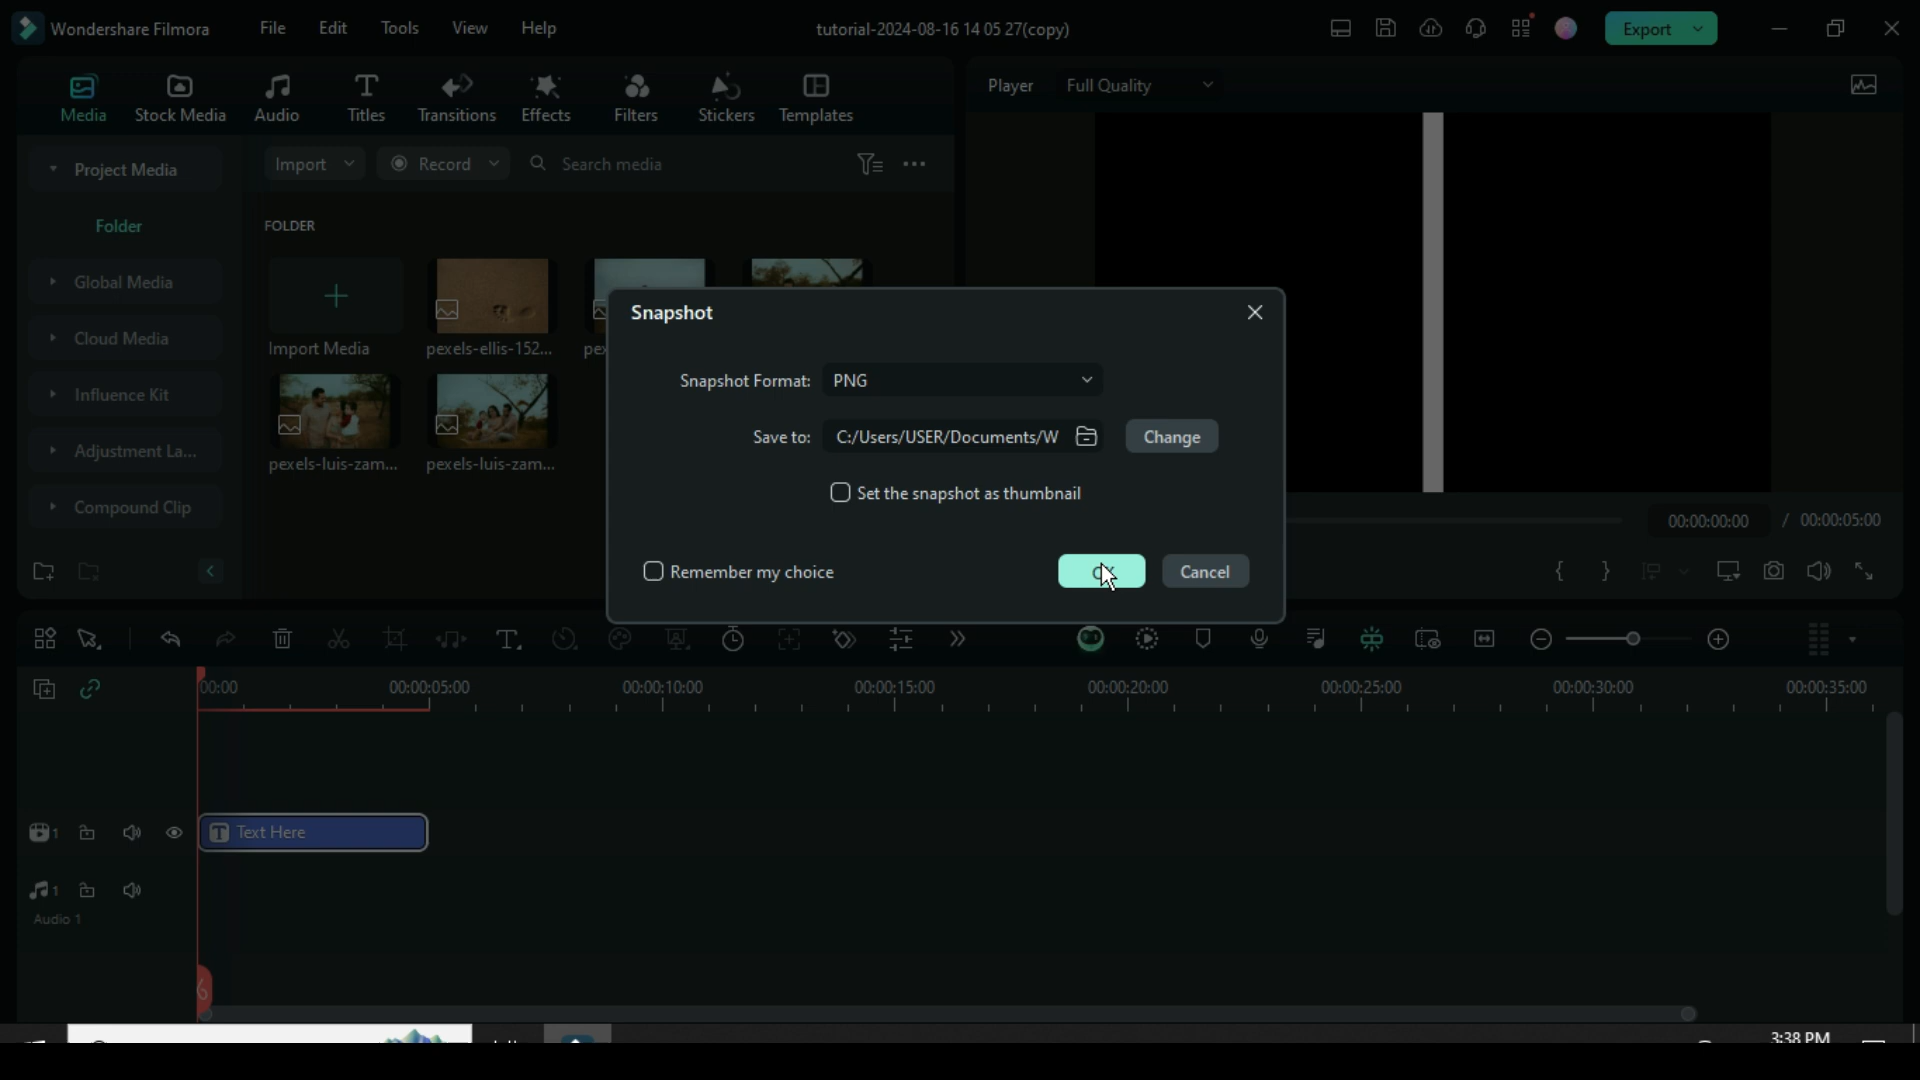 Wondershare Filmora File Edit Tools View Help tutorial-2024-08-16 14 05 27(copy) Export
Media Stock Media Audio Titles Transitions Effects Filters Stickers Templates
Player Full Quality
Project Media
Folder
Global Media
Cloud Media
Influence Kit
Adjustment La...
Compound Clip
Import Record Search media
FOLDER
Import Media pexels-ellis-152...
pexels-luis-zam... pexels-luis-zam...
Snapshot
Snapshot Format: PNG
Save to: C:/Users/USER/Documents/W Change
Set the snapshot as thumbnail
Remember my choice Cancel
00:00:00:00 / 00:00:05:00
00:00 00:00:05:00 00:00:10:00 00:00:15:00 00:00:20:00 00:00:25:00 00:00:30:00 00:00:35:00
1 Text Here
1
Audio 1
3:38 PM